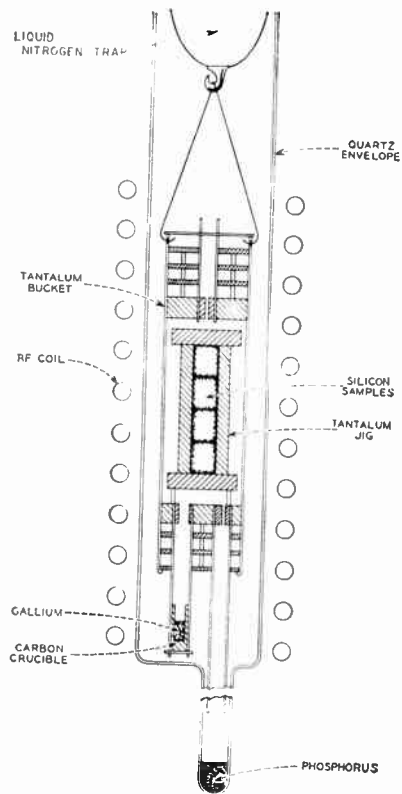 LIQUID
NITROGEN TRAP
QUARTZ
ENVELOPE
TANTALUM
BUCKET
RF COIL
SILICON
SAMPLES
TANTALUM
JIG
GALLIUM
CARBON
CRUCIBLE
PHOSPHORUS